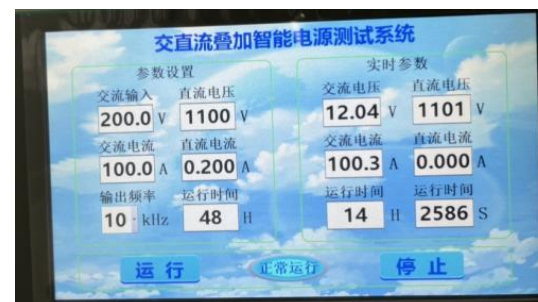 交直流叠加智能电源测试系统
参数设置 实时参数
交流输入 直流电压 交流电压 直流电压
200.0 V 1100 V 12.04 V 1101 V
交流电流 直流电流 交流电流 直流电流
100.0 A 0.200 A 100.3 A 0.000 A
输出频率 运行时间 运行时间 运行时间
10 kHz 48 H 14 H 2586 S
运行 正常运行 停止